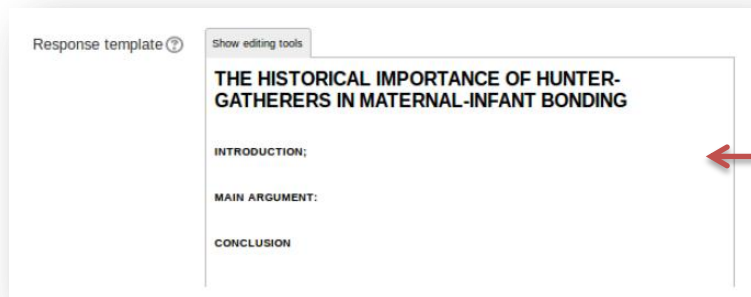 Response template
Show editing tools
THE HISTORICAL IMPORTANCE OF HUNTER-
GATHERERS IN MATERNAL-INFANT BONDING
INTRODUCTION;
MAIN ARGUMENT:
CONCLUSION